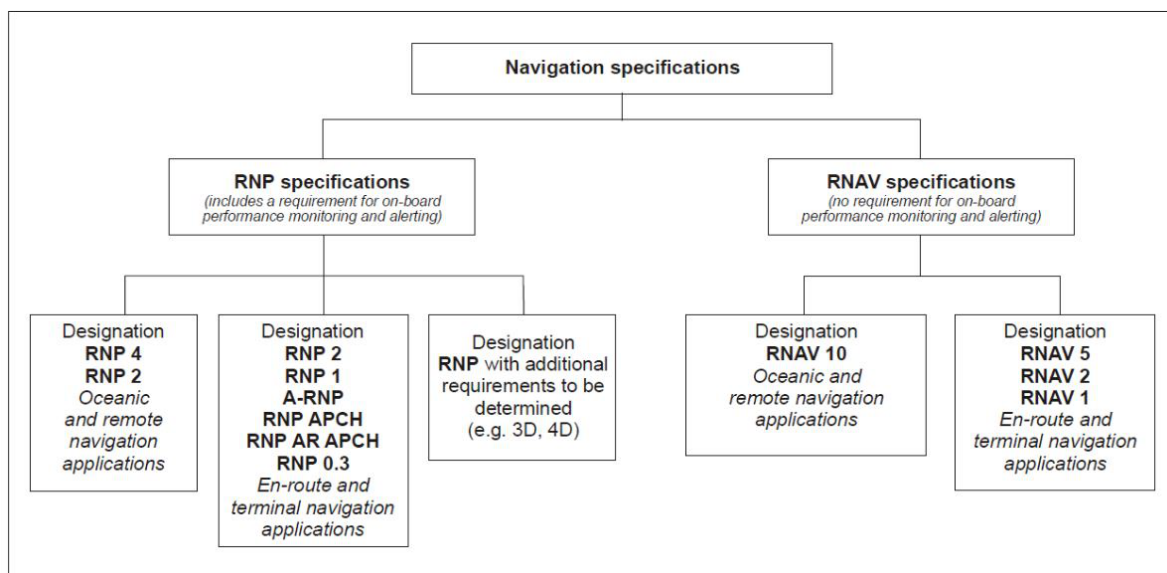 Navigation specifications
RNP specifications
(includes a requirement for on-board
performance monitoring and alerting)
RNAV specifications
(no requirement for on-board
performance monitoring and alerting)
Designation
RNP 4
RNP 2
Oceanic
and remote
navigation
applications
Designation
RNP 2
RNP 1
A-RNP
RNP APCH
RNP AR APCH
RNP 0.3
En-route and
terminal navigation
applications
Designation
RNP with additional
requirements to be
determined
(e.g. 3D, 4D)
Designation
RNAV 10
Oceanic and
remote navigation
applications
Designation
RNAV 5
RNAV 2
RNAV 1
En-route and
terminal navigation
applications